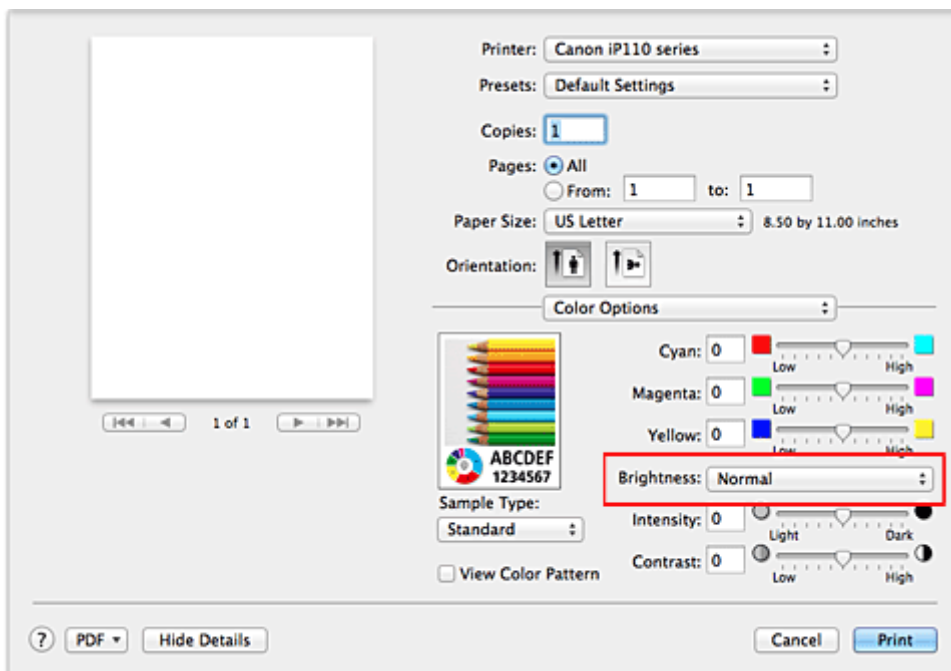 Printer: Canon iP110 series
Presets: Default Settings
Copies: 1
Pages: All
From: 1 to: 1
Paper Size: US Letter 8.50 by 11.00 inches
Orientation:
Color Options
1 of 1
ABCDEF
1234567
Sample Type:
Standard
View Color Pattern
Cyan: 0
Low High
Magenta: 0
Low High
Yellow: 0
Low High
Brightness: Normal
Intensity: 0
Light Dark
Contrast: 0
Low High
? PDF Hide Details Cancel Print